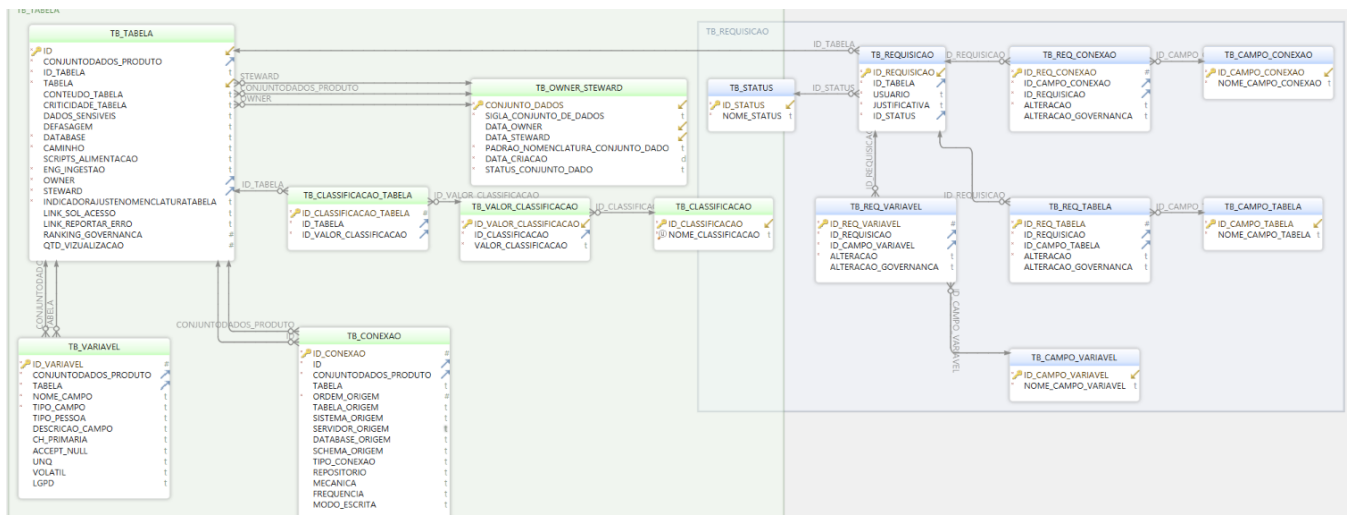 TB_TABELA
TB_TABELA
ID
CONJUNTODADOS_PRODUTO
ID_TABELA t
TABELA
CONTEUDO_TABELA t
CRITICIDADE_TABELA t
DADOS_SENSIVEIS t
DEFASAGEM t
DATABASE t
CAMINHO t
SCRIPTS_ALIMENTACAO t
ENG_INGESTAO t
OWNER
STEWARD
INDICADORAJUSTENOMENCLATURATABELA t
LINK_SOL_ACESSO t
LINK_REPORTAR_ERRO t
RANKING_GOVERNANCA #
QTD_VIZUALIZACAO #
STEWARD
CONJUNTODADOS_PRODUTO
OWNER
TB_OWNER_STEWARD
CONJUNTO_DADOS
SIGLA_CONJUNTO_DE_DADOS t
DATA_OWNER
DATA_STEWARD
PADRAO_NOMENCLATURA_CONJUNTO_DADO t
DATA_CRIACAO d
STATUS_CONJUNTO_DADO t
ID_TABELA
TB_CLASSIFICACAO_TABELA
ID_CLASSIFICACAO_TABELA #
ID_TABELA
ID_VALOR_CLASSIFICACAO
ID_VALOR_CLASSIFICACAO
TB_VALOR_CLASSIFICACAO
ID_VALOR_CLASSIFICACAO
ID_CLASSIFICACAO
VALOR_CLASSIFICACAO t
ID_CLASSIFICA
TB_CLASSIFICACAO
ID_CLASSIFICACAO
NOME_CLASSIFICACAO t
CONJUNTODADO
TABELA
TB_VARIAVEL
ID_VARIAVEL #
CONJUNTODADOS_PRODUTO
TABELA
NOME_CAMPO t
TIPO_CAMPO t
TIPO_PESSOA t
DESCRICAO_CAMPO t
CH_PRIMARIA t
ACCEPT_NULL t
UNQ t
VOLATIL t
LGPD t
CONJUNTODADOS_PRODUTO
ID
TB_CONEXAO
ID_CONEXAO #
ID
CONJUNTODADOS_PRODUTO
TABELA t
ORDEM_ORIGEM #
TABELA_ORIGEM t
SISTEMA_ORIGEM t
SERVIDOR_ORIGEM t
DATABASE_ORIGEM t
SCHEMA_ORIGEM t
TIPO_CONEXAO t
REPOSITORIO t
MECANICA t
FREQUENCIA t
MODO_ESCRITA t
TB_REQUISICAO
ID_TABELA
TB_STATUS
ID_STATUS
NOME_STATUS t
ID_STATUS
TB_REQUISICAO
ID_REQUISICAO
ID_TABELA
USUARIO t
JUSTIFICATIVA t
ID_STATUS
D_REQUISICAO
TB_REQ_CONEXAO
ID_REQ_CONEXAO #
ID_CAMPO_CONEXAO
ID_REQUISICAO
ALTERACAO t
ALTERACAO_GOVERNANCA t
ID_CAMPO
TB_CAMPO_CONEXAO
ID_CAMPO_CONEXAO
NOME_CAMPO_CONEXAO t
ID_REQUISICAO
TB_REQ_VARIAVEL
ID_REQ_VARIAVEL #
ID_REQUISICAO
ID_CAMPO_VARIAVEL
ALTERACAO t
ALTERACAO_GOVERNANCA t
ID_REQUISICAO
TB_REQ_TABELA
ID_REQ_TABELA #
ID_REQUISICAO
ID_CAMPO_TABELA
ALTERACAO t
ALTERACAO_GOVERNANCA t
ID_CAMPO
TB_CAMPO_TABELA
ID_CAMPO_TABELA
NOME_CAMPO_TABELA t
ID_CAMPO_VARIAVEL
TB_CAMPO_VARIAVEL
ID_CAMPO_VARIAVEL
NOME_CAMPO_VARIAVEL t